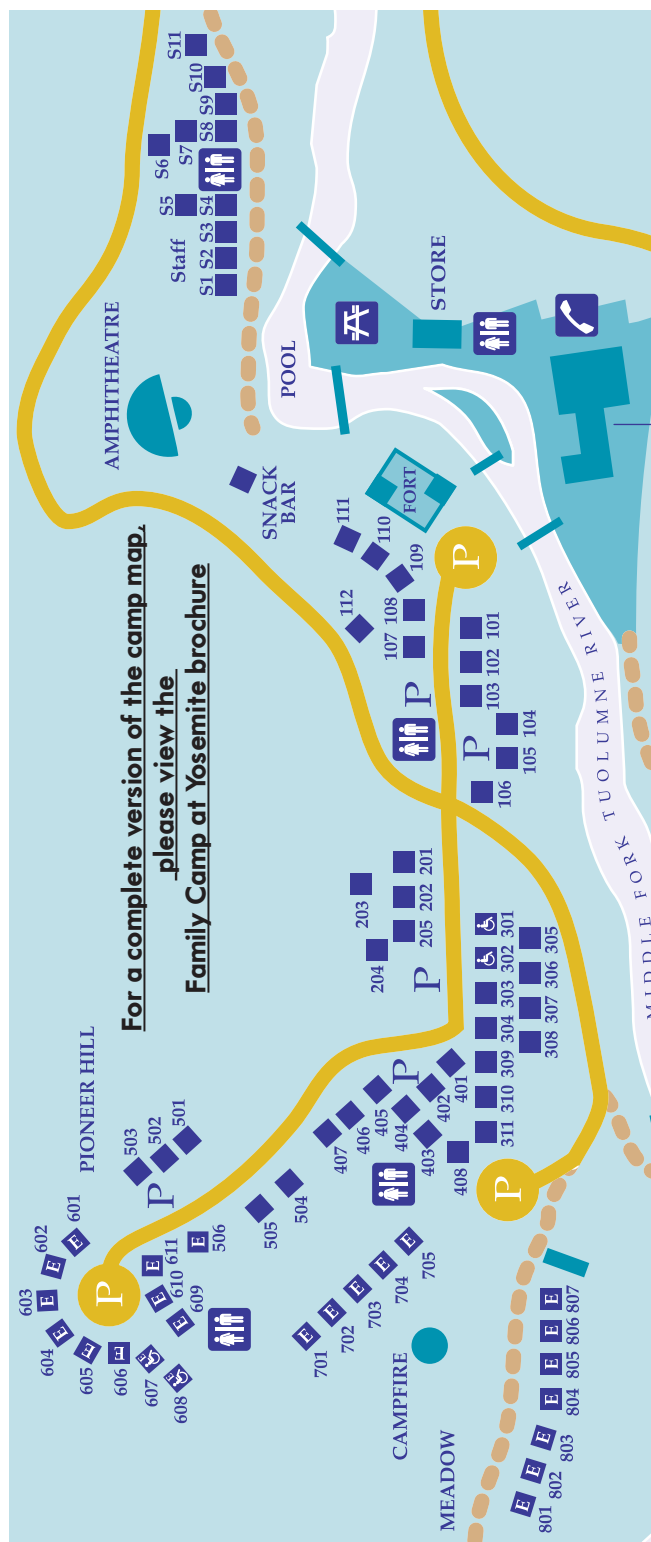 For a complete version of the camp map,
please view the
Family Camp at Yosemite brochure
PIONEER HILL
AMPHITHEATRE
Staff
S1
S2
S3
S4
S5
S6
S7
S8
S9
S10
S11
SNACK
BAR
POOL
STORE
FORT
MIDDLE FORK TUOLUMNE RIVER
CAMPFIRE
MEADOW
101
102
103
104
105
106
107
108
109
110
111
112
201
202
203
204
205
301
302
303
304
305
306
307
308
309
310
311
401
402
403
404
405
406
407
408
501
502
503
504
505
506
E
601
E
602
E
603
E
604
E
605
E
606
E
607
E
608
E
609
E
610
E
611
E
701
E
702
E
703
E
704
E
705
E
801
E
802
E
803
E
804
E
805
E
806
E
807
P
P
P
P
P
P
P
P